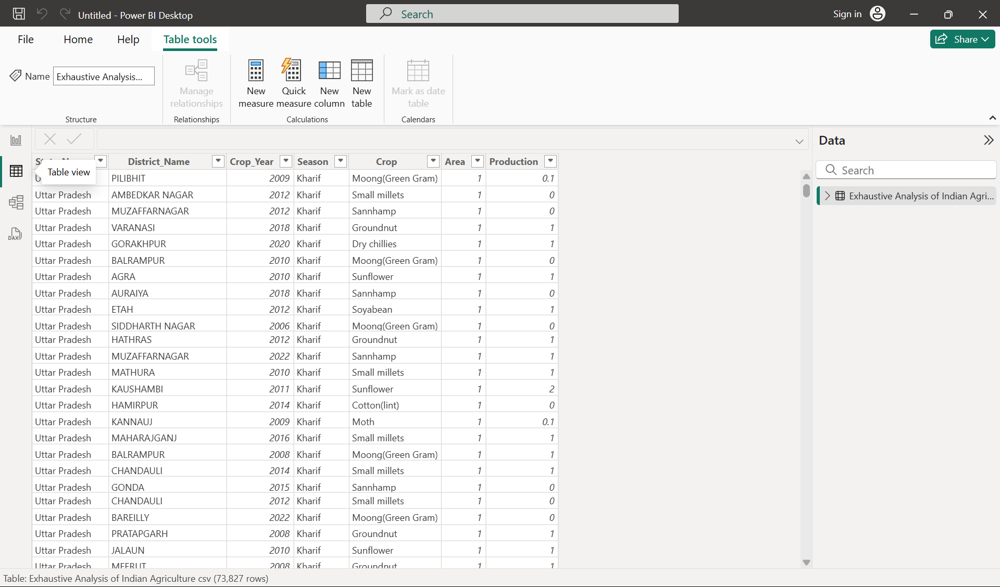 Untitled - Power BI Desktop
Search
Sign in
File Home Help Table tools
Share
Name Exhaustive Analysis...
Structure
Manage relationships
Relationships
New measure
Quick measure
New column
New table
Calculations
Mark as date table
Calendars
District_Name Crop_Year Season Crop Area Production
Table view
PILIBHIT 2009 Kharif Moong(Green Gram) 1 0.1
Uttar Pradesh AMBEDKAR NAGAR 2012 Kharif Small millets 1 0
Uttar Pradesh MUZAFFARNAGAR 2012 Kharif Sannhamp 1 0
Uttar Pradesh VARANASI 2018 Kharif Groundnut 1 1
Uttar Pradesh GORAKHPUR 2020 Kharif Dry chillies 1 1
Uttar Pradesh BALRAMPUR 2010 Kharif Moong(Green Gram) 1 0
Uttar Pradesh AGRA 2010 Kharif Sunflower 1 1
Uttar Pradesh AURAIYA 2018 Kharif Sannhamp 1 0
Uttar Pradesh ETAH 2012 Kharif Soyabean 1 1
Uttar Pradesh SIDDHARTH NAGAR 2006 Kharif Moong(Green Gram) 1 0
Uttar Pradesh HATHRAS 2012 Kharif Groundnut 1 1
Uttar Pradesh MUZAFFARNAGAR 2022 Kharif Sannhamp 1 1
Uttar Pradesh MATHURA 2010 Kharif Small millets 1 1
Uttar Pradesh KAUSHAMBI 2011 Kharif Sunflower 1 2
Uttar Pradesh HAMIRPUR 2014 Kharif Cotton(lint) 1 0
Uttar Pradesh KANNAUJ 2009 Kharif Moth 1 0.1
Uttar Pradesh MAHARAJGANJ 2016 Kharif Small millets 1 1
Uttar Pradesh BALRAMPUR 2008 Kharif Moong(Green Gram) 1 1
Uttar Pradesh CHANDAULI 2014 Kharif Small millets 1 1
Uttar Pradesh GONDA 2015 Kharif Sannhamp 1 0
Uttar Pradesh CHANDAULI 2012 Kharif Small millets 1 0
Uttar Pradesh BAREILLY 2022 Kharif Moong(Green Gram) 1 0
Uttar Pradesh PRATAPGARH 2008 Kharif Groundnut 1 1
Uttar Pradesh JALAUN 2010 Kharif Sunflower 1 1
Uttar Pradesh MEERUT 2008 Kharif Groundnut 1 1
Data
Search
Exhaustive Analysis of Indian Agri...
DAX
Table: Exhaustive Analysis of Indian Agriculture csv (73,827 rows)